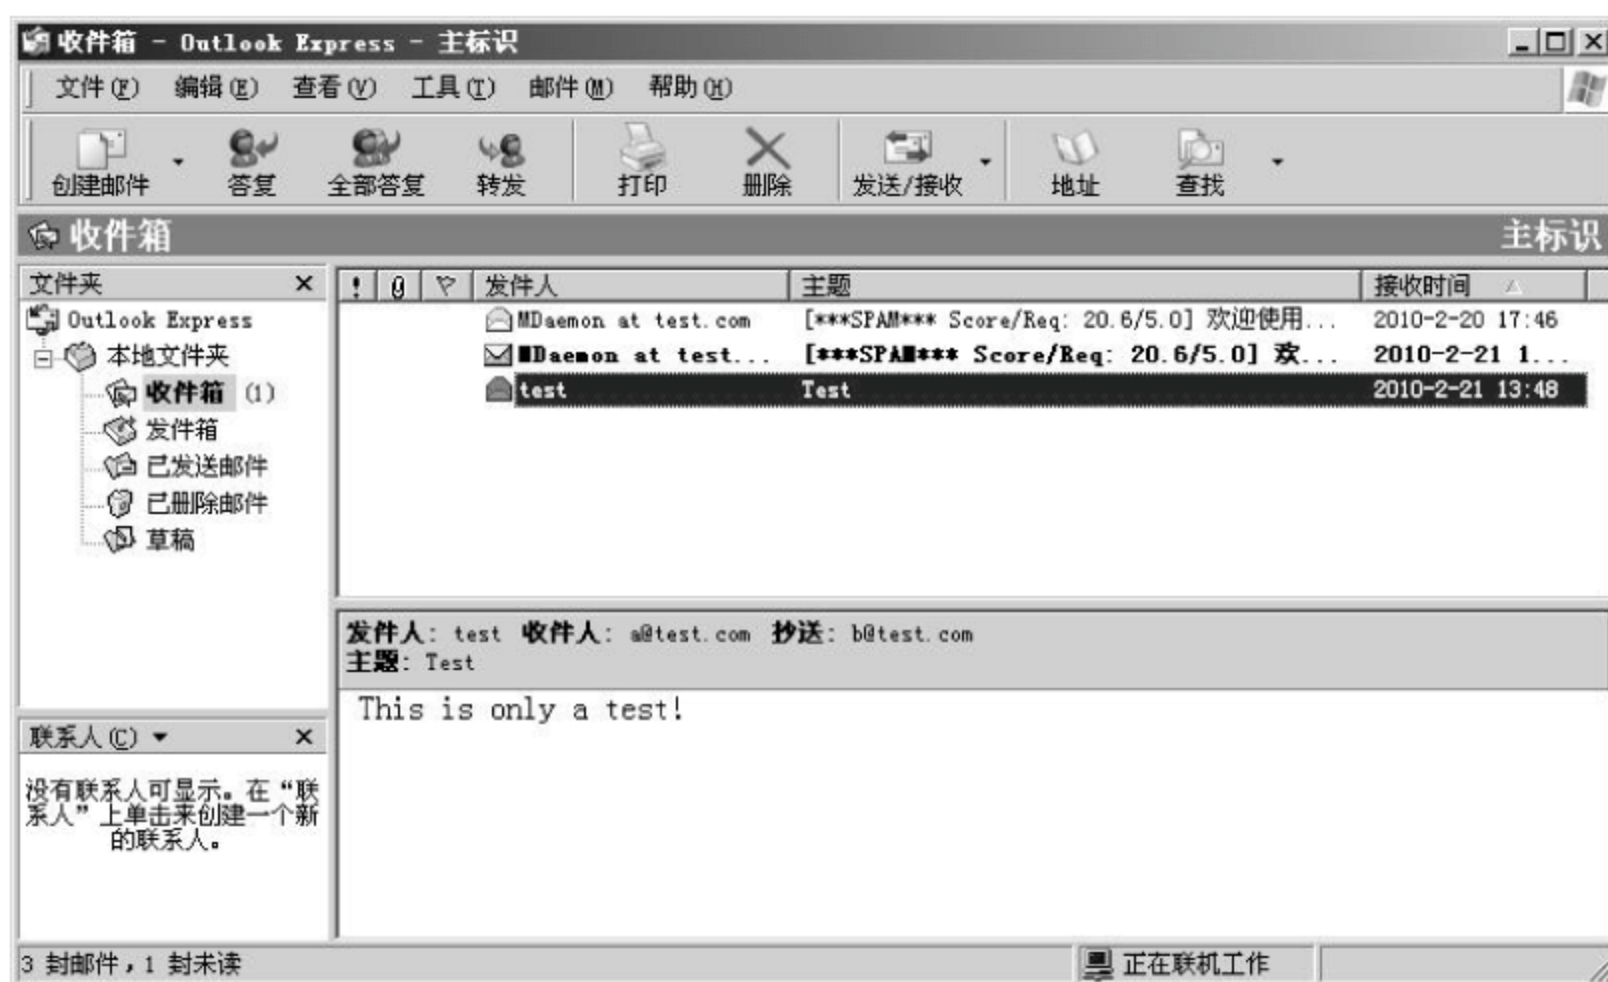 收件箱 - Outlook Express - 主标识
文件(F) 编辑(E) 查看(V) 工具(T) 邮件(M) 帮助(H)
创建邮件 答复 全部答复 转发 打印 删除 发送/接收 地址 查找
收件箱 主标识
文件夹
Outlook Express
本地文件夹
收件箱 (1)
发件箱
已发送邮件
已删除邮件
草稿
! 发件人 主题 接收时间
MDaemon at test.com [***SPAM*** Score/Req: 20.6/5.0] 欢迎使用... 2010-2-20 17:46
MDaemon at test... [***SPAM*** Score/Req: 20.6/5.0] 欢... 2010-2-21 1...
test Test 2010-2-21 13:48
发件人: test 收件人: a@test.com 抄送: b@test.com
主题: Test
This is only a test!
联系人(C)
没有联系人可显示。在“联
系人”上单击来创建一个新
的联系人。
3 封邮件，1 封未读 正在联机工作